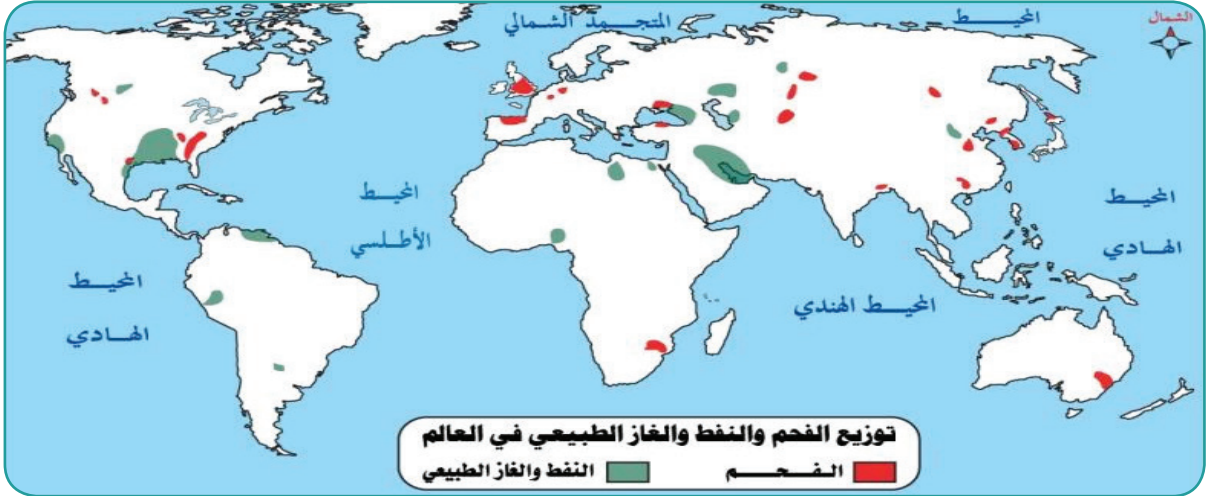 الشمال
المحيط
المتجمد الشمالي
المحيط
الأطلسي
المحيط
الهادي
المحيط
الهادي
المحيط الهندي
توزيع الفحم والنفط والغاز الطبيعي في العالم
الفحم
النفط والغاز الطبيعي